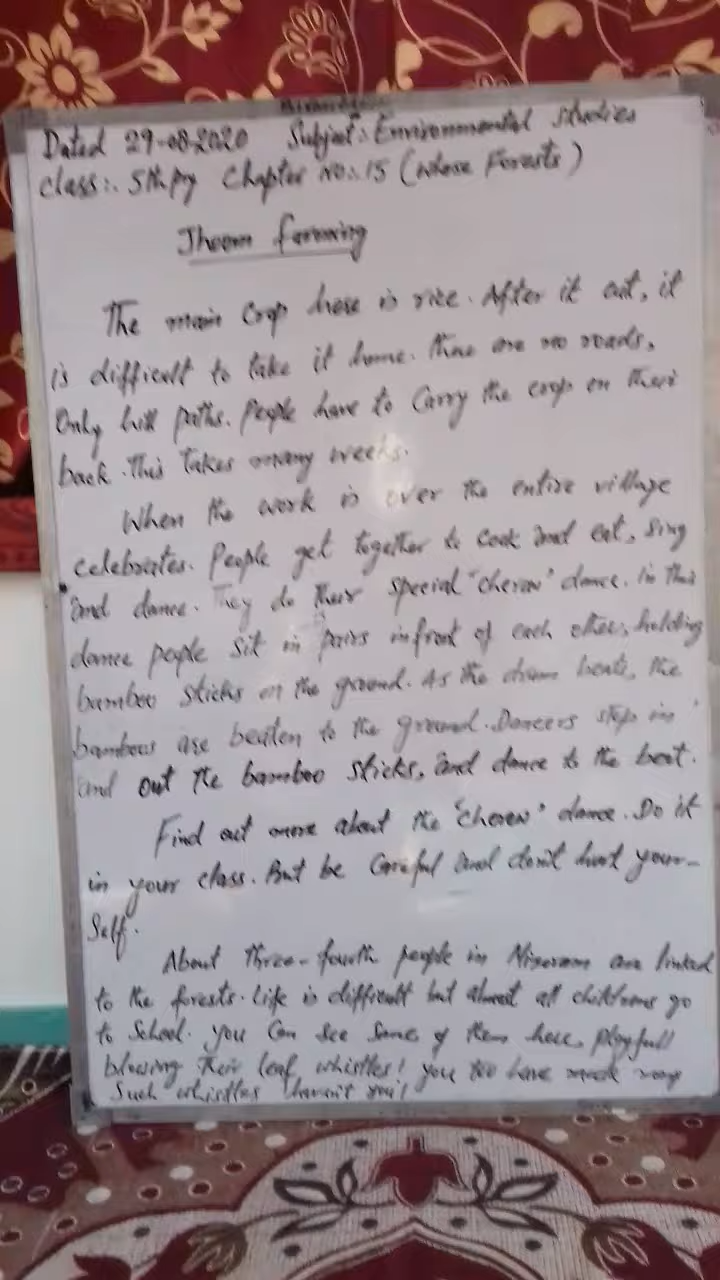 Dated 29-08-2020 Subject:. Environmental studies
Class:. 5th. Chapter No:. 15 (Whose Forests)
Jhoom farming
The main Crop here is rice. After it cut, it
is difficult to take it home. There are no roads,
Only hill paths. People have to Carry the crop on their
back. This takes many weeks.
When the work is over the entire village
celebrates. People get together to Cook and eat, Sing
and dance. They do their special "cheraw" dance. In this
dance people sit in pairs infront of each other, holding
bamboo sticks on the ground. As the drum beats, the
bamboos are beaten to the ground. Dancers step in
and out the bamboo sticks, and dance to the beat.
Find out more about the "cheraw" dance. Do it
in your class. But be Careful and don't hurt your-
Self.
About three-fourth people in Mizoram are linked
to the forests. Life is difficult but almost all childrens go
to School. You Can See Some of them here, Playfull
blowing their leaf whistles! you too have made many
Such whistles haven't you!